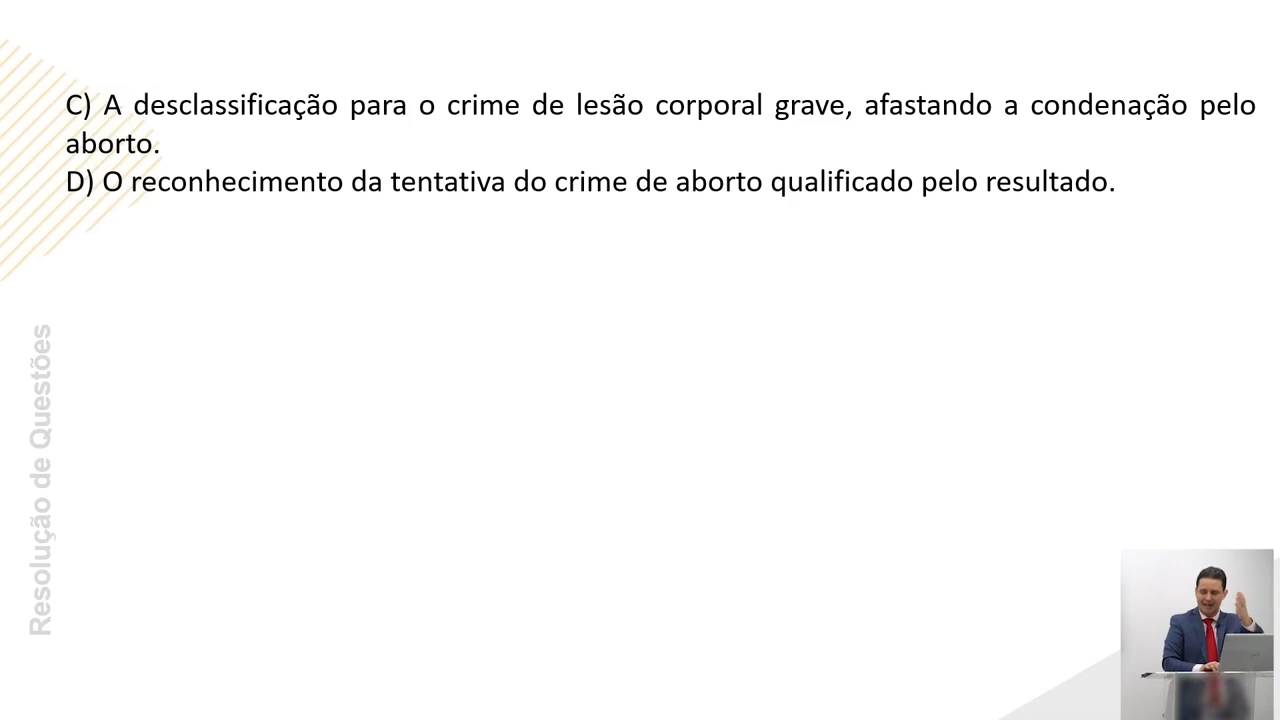 C) A desclassificação para o crime de lesão corporal grave, afastando a condenação pelo
aborto.
D) O reconhecimento da tentativa do crime de aborto qualificado pelo resultado.
Resolução de Questões